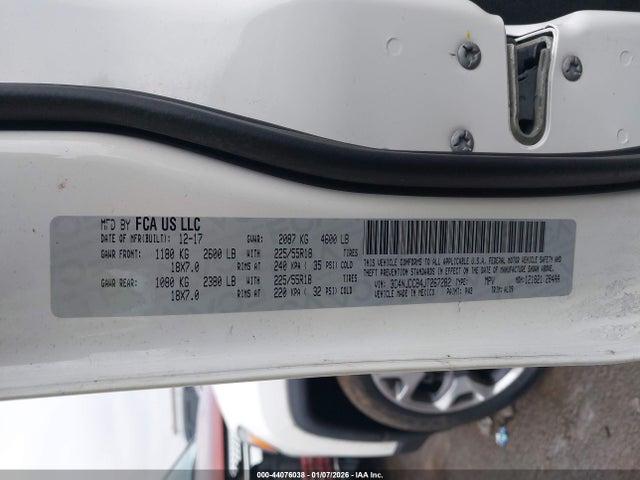 MFD BY FCA US LLC
DATE OF MFR(BUILT): 12-17 GVWR: 2087 KG 4600 LB
GAWR FRONT: 1180 KG 2600 LB WITH 225/55R18
18X7.0 RIMS AT 240 KPA ( 35 PSI) COLD
GAWR REAR: 1080 KG 2380 LB WITH 225/55R18
18X7.0 RIMS AT 220 KPA ( 32 PSI) COLD
THIS VEHICLE CONFORMS TO ALL APPLICABLE U.S.A. FEDERAL MOTOR VEHICLE SAFETY, BUMPER, AND
THEFT PREVENTION STANDARDS IN EFFECT ON THE DATE OF MANUFACTURE SHOWN ABOVE.
VIN: TYPE: MPV MDH:
VEHICLE MADE IN MEXICO PAINT: TRIM:
000-44076038 - 01/07/2026 - IAA Inc.